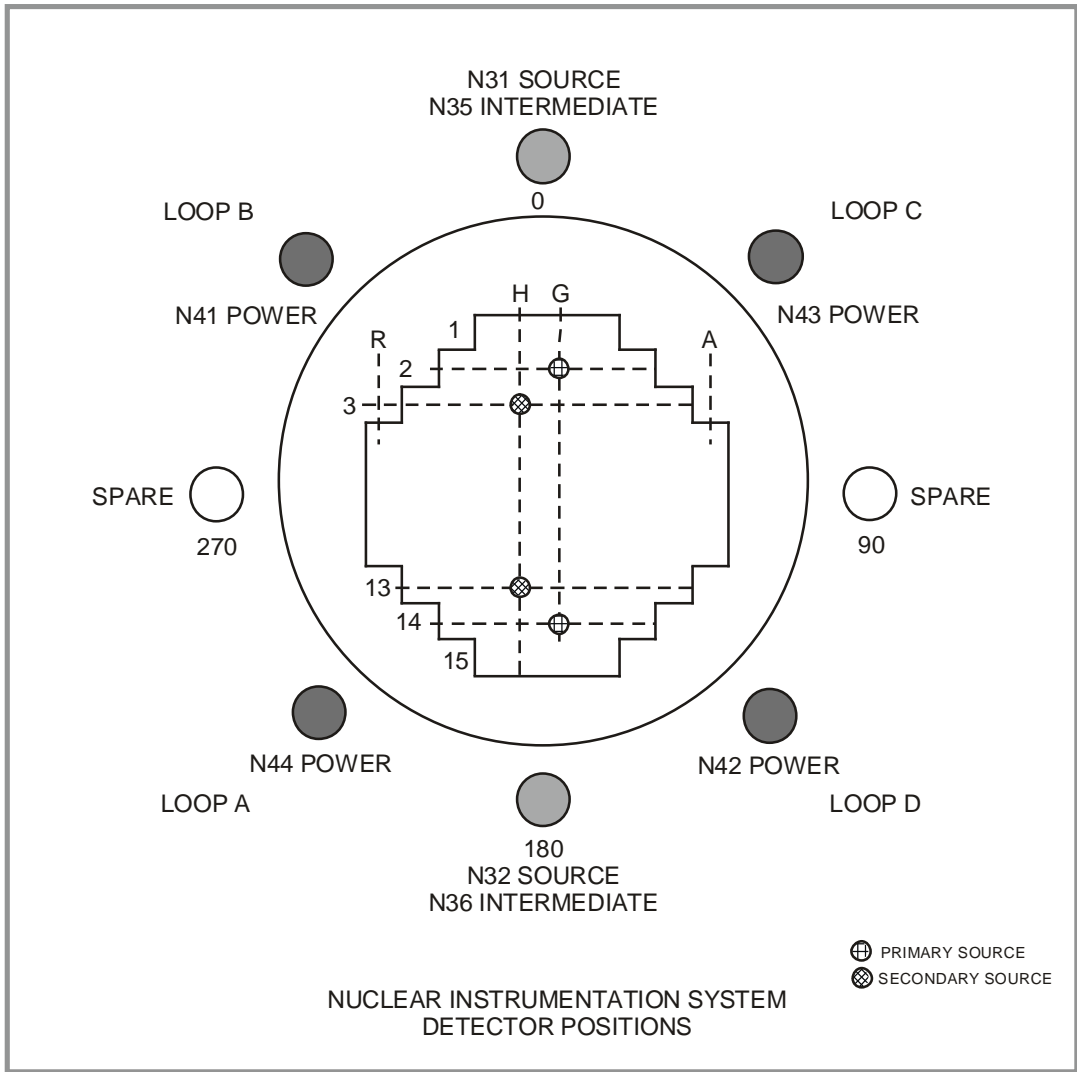 N31 SOURCE
N35 INTERMEDIATE
0
LOOP B
LOOP C
N41 POWER
N43 POWER
H G
R
A
1
2
3
SPARE
SPARE
270
90
13
14
15
N44 POWER
N42 POWER
LOOP A
LOOP D
180
N32 SOURCE
N36 INTERMEDIATE
PRIMARY SOURCE
SECONDARY SOURCE
NUCLEAR INSTRUMENTATION SYSTEM
DETECTOR POSITIONS